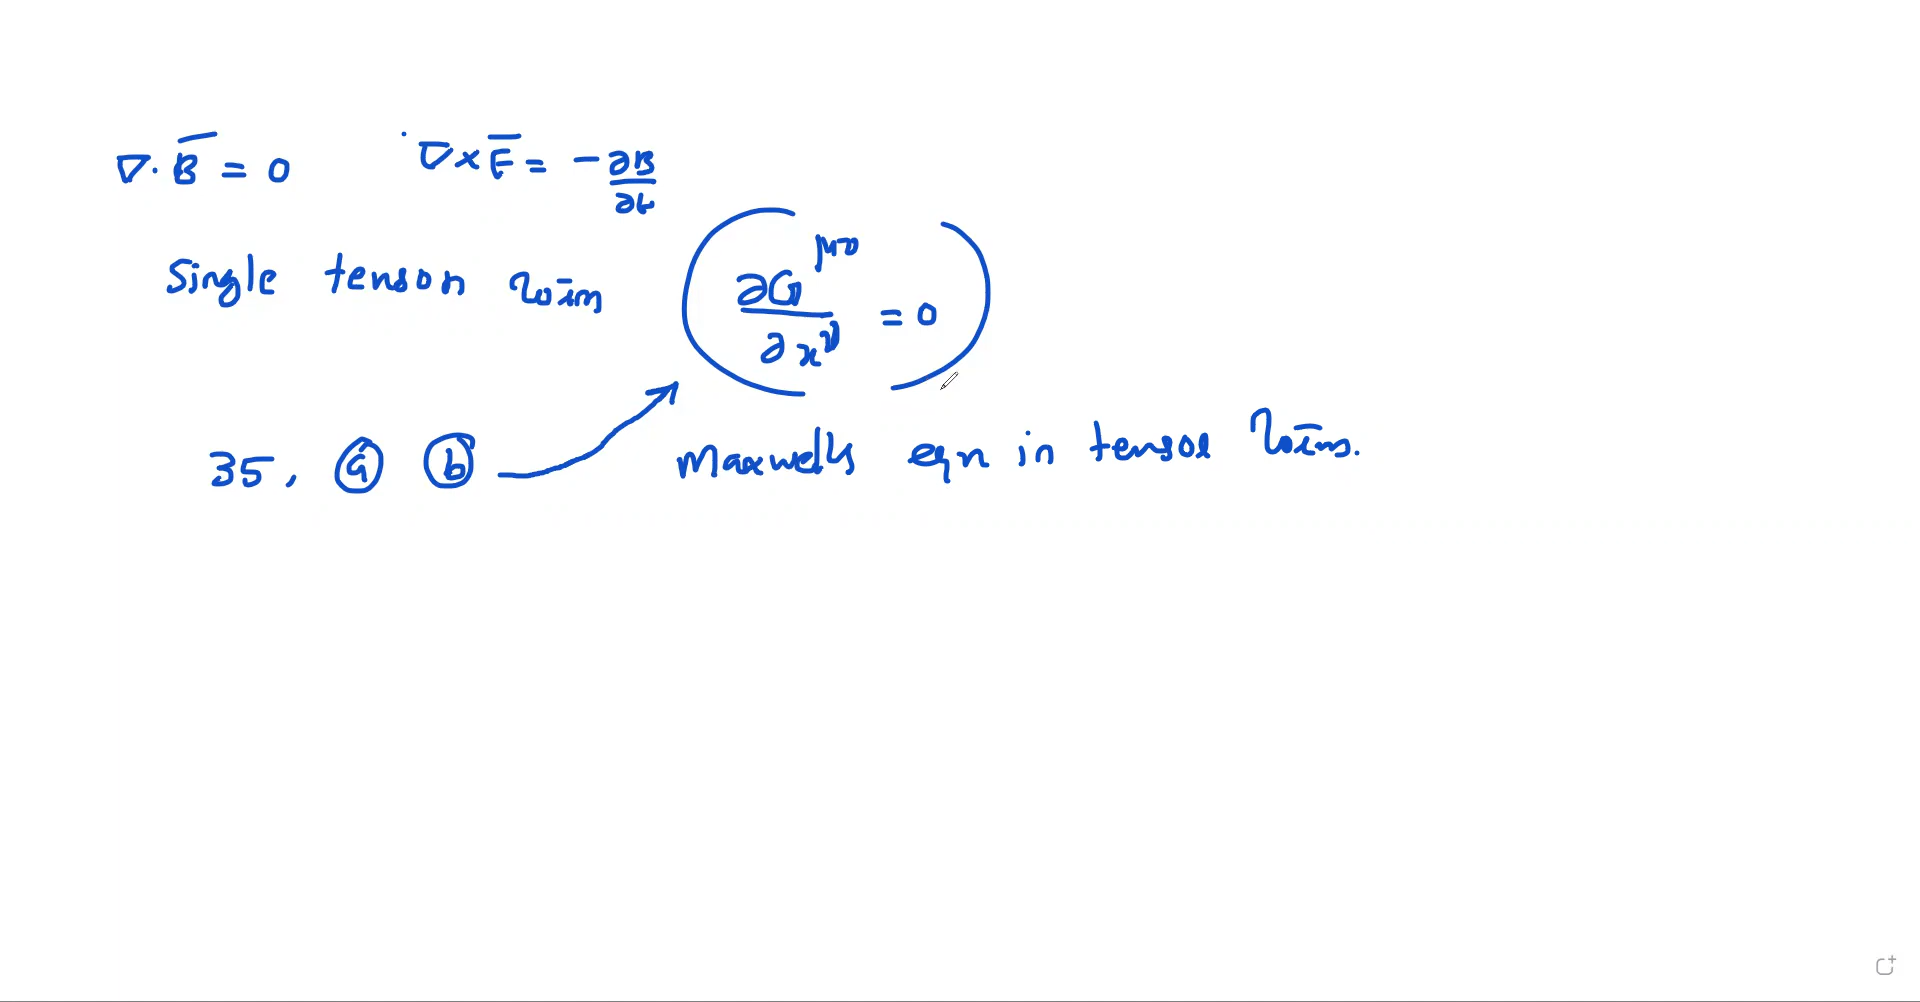 ∇· B̅ = 0    ∇×E̅ = -∂B/∂t
Single tensor form    ∂G^μν/∂x^ν = 0
35, ⓐ ⓑ → Maxwells eqn in tensor form.